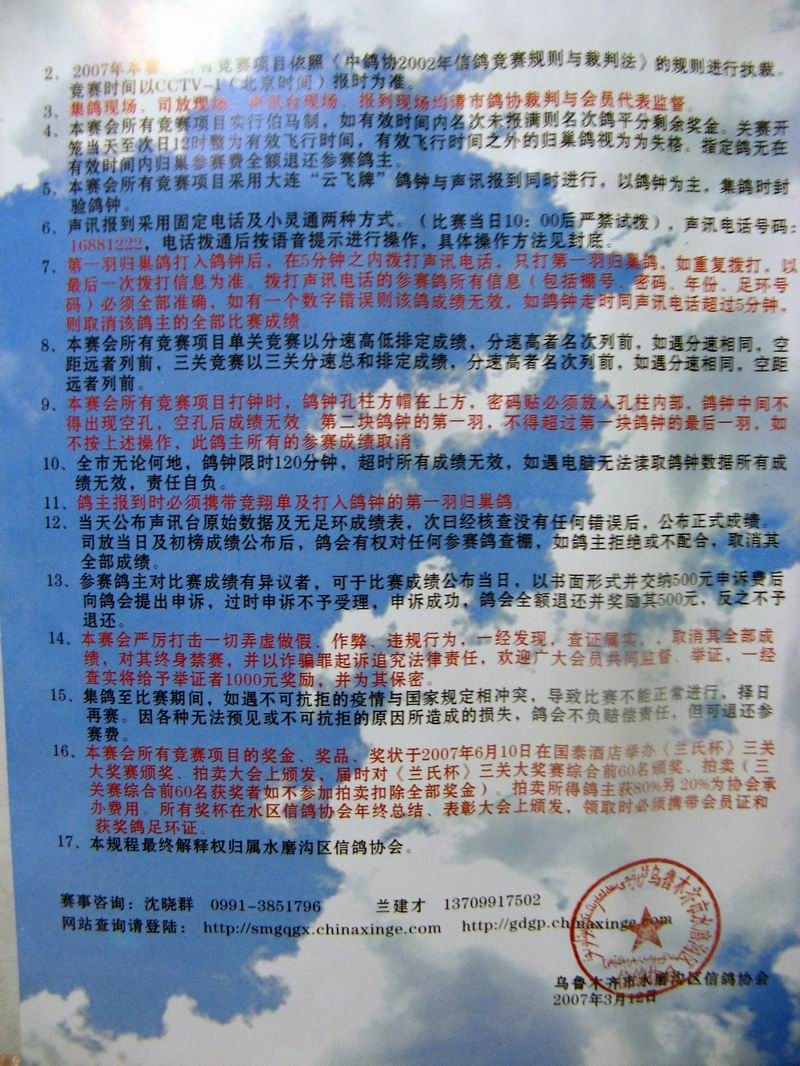 2、2007年本赛 有竞赛项目依照《中鸽协2002年信鸽竞赛规则与裁判法》的规则进行执裁。
竞赛时间以CCTV-1（北京时间）报时为准。
3、集鸽现场、司放现场、声讯台现场、报到现场均请市鸽协裁判与会员代表监督。
4、本赛会所有竞赛项目实行伯马制，如有效时间内名次未报满则名次鸽平分剩余奖金。关赛开
笼当天至次日12时整为有效飞行时间，有效飞行时间之外的归巢鸽视为为失格。指定鸽无在
有效时间内归巢参赛费全额退还参赛鸽主。
5、本赛会所有竞赛项目采用大连“云飞牌”鸽钟与声讯报到同时进行，以鸽钟为主，集鸽时封
验鸽钟。
6、声讯报到采用固定电话及小灵通两种方式。（比赛当日10：00后严禁试拨），声讯电话号码：
16881222，电话拨通后按语音提示进行操作，具体操作方法见封底。
7、第一羽归巢鸽打入鸽钟后，在5分钟之内拨打声讯电话，只打第一羽归巢鸽，如重复拨打，以
最后一次拨打信息为准。拨打声讯电话的参赛鸽所有信息（包括棚号、密码、年份、足环号
码）必须全部准确，如有一个数字错误则该鸽成绩无效，如鸽钟走时同声讯电话超过5分钟，
则取消该鸽主的全部比赛成绩。
8、本赛会所有竞赛项目单关竞赛以分速高低排定成绩，分速高者名次列前，如遇分速相同，空
距远者列前，三关竞赛以三关分速总和排定成绩，分速高者名次列前，如遇分速相同，空距
远者列前。
9、本赛会所有竞赛项目打钟时，鸽钟孔柱方帽在上方，密码贴必须放入孔柱内部，鸽钟中间不
得出现空孔，空孔后成绩无效。第二块鸽钟的第一羽，不得超过第一块鸽钟的最后一羽，如
不按上述操作，此鸽主所有的参赛成绩取消。
10、全市无论何地，鸽钟限时120分钟，超时所有成绩无效，如遇电脑无法读取鸽钟数据所有成
绩无效，责任自负。
11、鸽主报到时必须携带竞翔单及打入鸽钟的第一羽归巢鸽。
12、当天公布声讯台原始数据及无足环成绩表，次日经核查没有任何错误后，公布正式成绩。
司放当日及初榜成绩公布后，鸽会有权对任何参赛鸽查棚，如鸽主拒绝或不配合，取消其
全部成绩。
13、参赛鸽主对比赛成绩有异议者，可于比赛成绩公布当日，以书面形式并交纳500元申诉费后
向鸽会提出申诉，过时申诉不予受理，申诉成功，鸽会全额退还并奖励其500元，反之不予
退还。
14、本赛会严厉打击一切弄虚做假、作弊、违规行为，一经发现，查证属实，，取消其全部成
绩，对其终身禁赛，并以诈骗罪起诉追究法律责任，欢迎广大会员共同监督、举证，一经
查实将给予举证者1000元奖励，并为其保密。
15、集鸽至比赛期间，如遇不可抗拒的疫情与国家规定相冲突，导致比赛不能正常进行，择日
再赛。因各种无法预见或不可抗拒的原因所造成的损失，鸽会不负赔偿责任，但可退还参
赛费。
16、本赛会所有竞赛项目的奖金、奖品、奖状于2007年6月10日在国泰酒店举办《兰氏杯》三关
大奖赛颁奖、拍卖大会上颁发，届时对《兰氏杯》三关大奖赛综合前60名颁奖、拍卖（三
关赛综合前60名获奖者如不参加拍卖扣除全部奖金）。拍卖所得鸽主获80%另20%为协会承
办费用。所有奖杯在水区信鸽协会年终总结、表彰大会上颁发，领取时必须携带会员证和
获奖鸽足环证。
17、本规程最终解释权归属水磨沟区信鸽协会。
赛事咨询：沈晓群 0991-3851796 兰建才 13709917502
网站查询请登陆：http://smgqgx.chinaxinge.com http://gdgp.chinaxinge.com
乌鲁木齐市水磨沟区
乌鲁木齐市水磨沟区信鸽协会
2007年3月12日